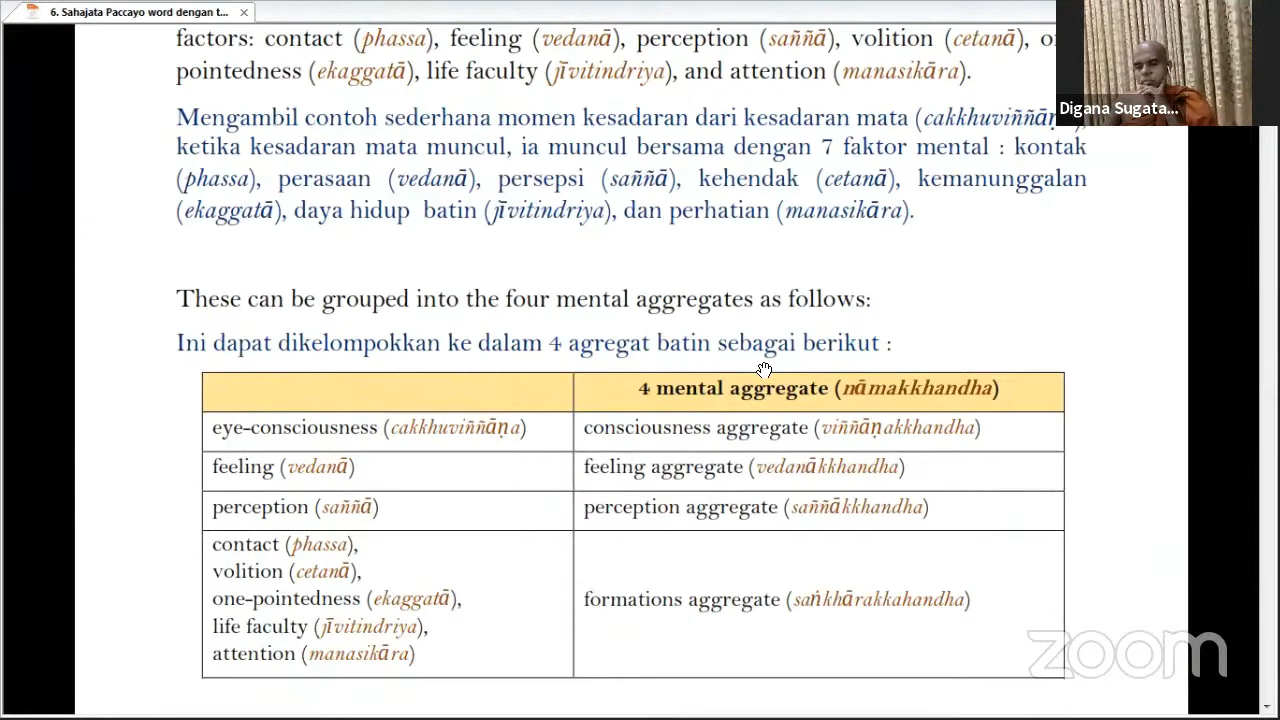 6. Sahajata Paccayo word dengan t...
factors: contact (phassa), feeling (vedanā), perception (saññā), volition (cetanā),
pointedness (ekaggatā), life faculty (jīvitindriya), and attention (manasikāra).
Digana Sugata...
Mengambil contoh sederhana momen kesadaran dari kesadaran mata
ketika kesadaran mata muncul, ia muncul bersama dengan 7 faktor mental : kontak
(phassa), perasaan (vedanā), persepsi (saññā), kehendak (cetanā), kemanunggalan
(ekaggatā), daya hidup batin (jīvitindriya), dan perhatian (manasikāra).
These can be grouped into the four mental aggregates as follows:
Ini dapat dikelompokkan ke dalam 4 agregat batin sebagai berikut :
4 mental aggregate (nāmakkhandha)
eye-consciousness (cakkhuviññāṇa)
consciousness aggregate (viññāṇakkhandha)
feeling (vedanā)
feeling aggregate (vedanākkhandha)
perception (saññā)
perception aggregate (saññākkhandha)
contact (phassa),
volition (cetanā),
one-pointedness (ekaggatā),
life faculty (jīvitindriya),
attention (manasikāra)
formations aggregate (saṅkhārakkahandha)
zoom